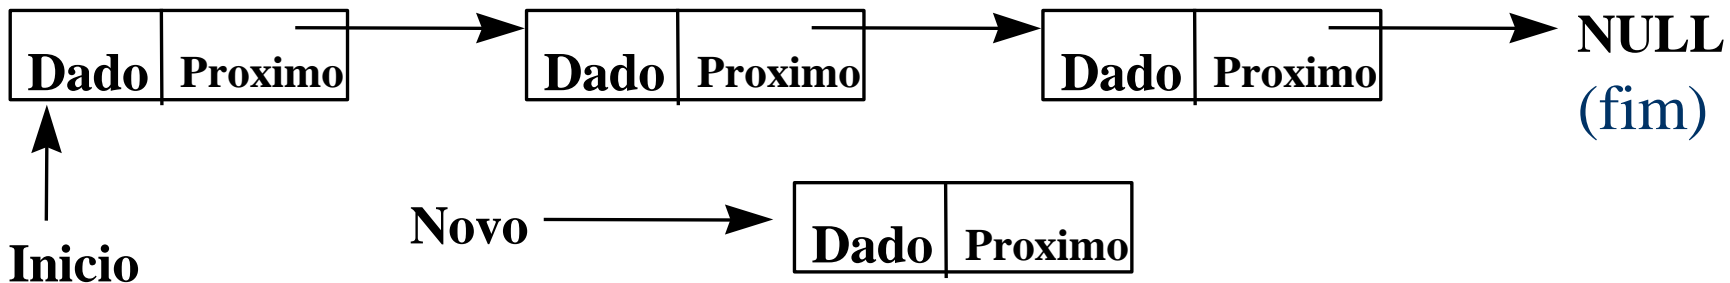 Dado Proximo Dado Proximo Dado Proximo NULL
(fim)
Novo Dado Proximo
Inicio